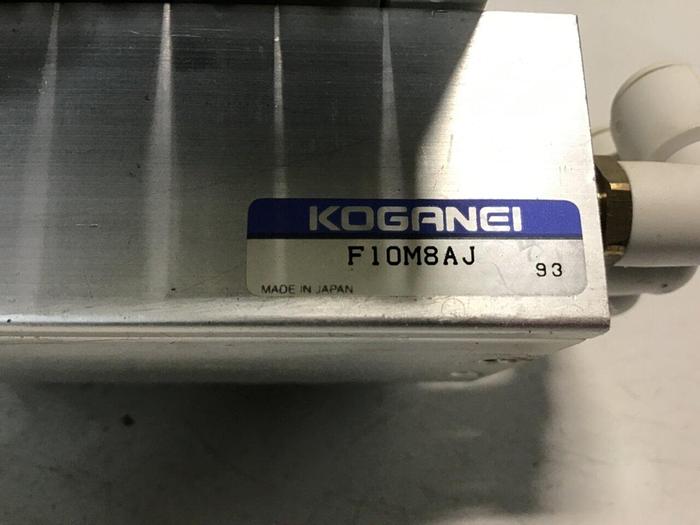 KOGANEI
F10M8AJ
93
MADE IN JAPAN